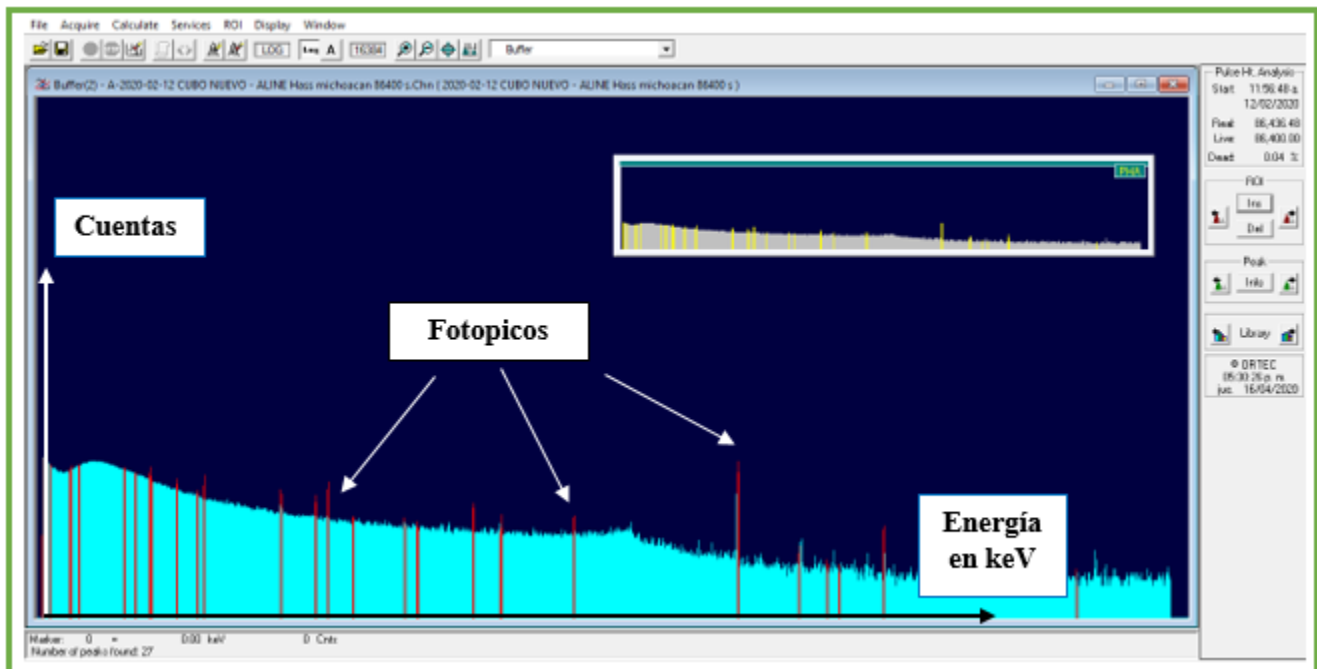 File Acquire Calculate Services ROI Display Window
LOG A 16384 Buffer
Buffer(2) - A-2020-02-12 CUBO NUEVO - ALINE Hass michoacan 86400 s.Chn ( 2020-02-12 CUBO NUEVO - ALINE Hass michoacan 86400 s )
Pulse Ht. Analysis
Start: 11:56:48 a.
12/02/2020
Real: 86,436.48
Live: 86,400.00
Dead: 0.04 %
PHA
ROI
Ins
Del
Cuentas
Peak
Info
Fotopicos
Library
© ORTEC
05:30:26 p. m.
jue. 16/04/2020
Energía
en keV
Marker: 0 = 0.00 keV 0 Cnts
Number of peaks found: 27